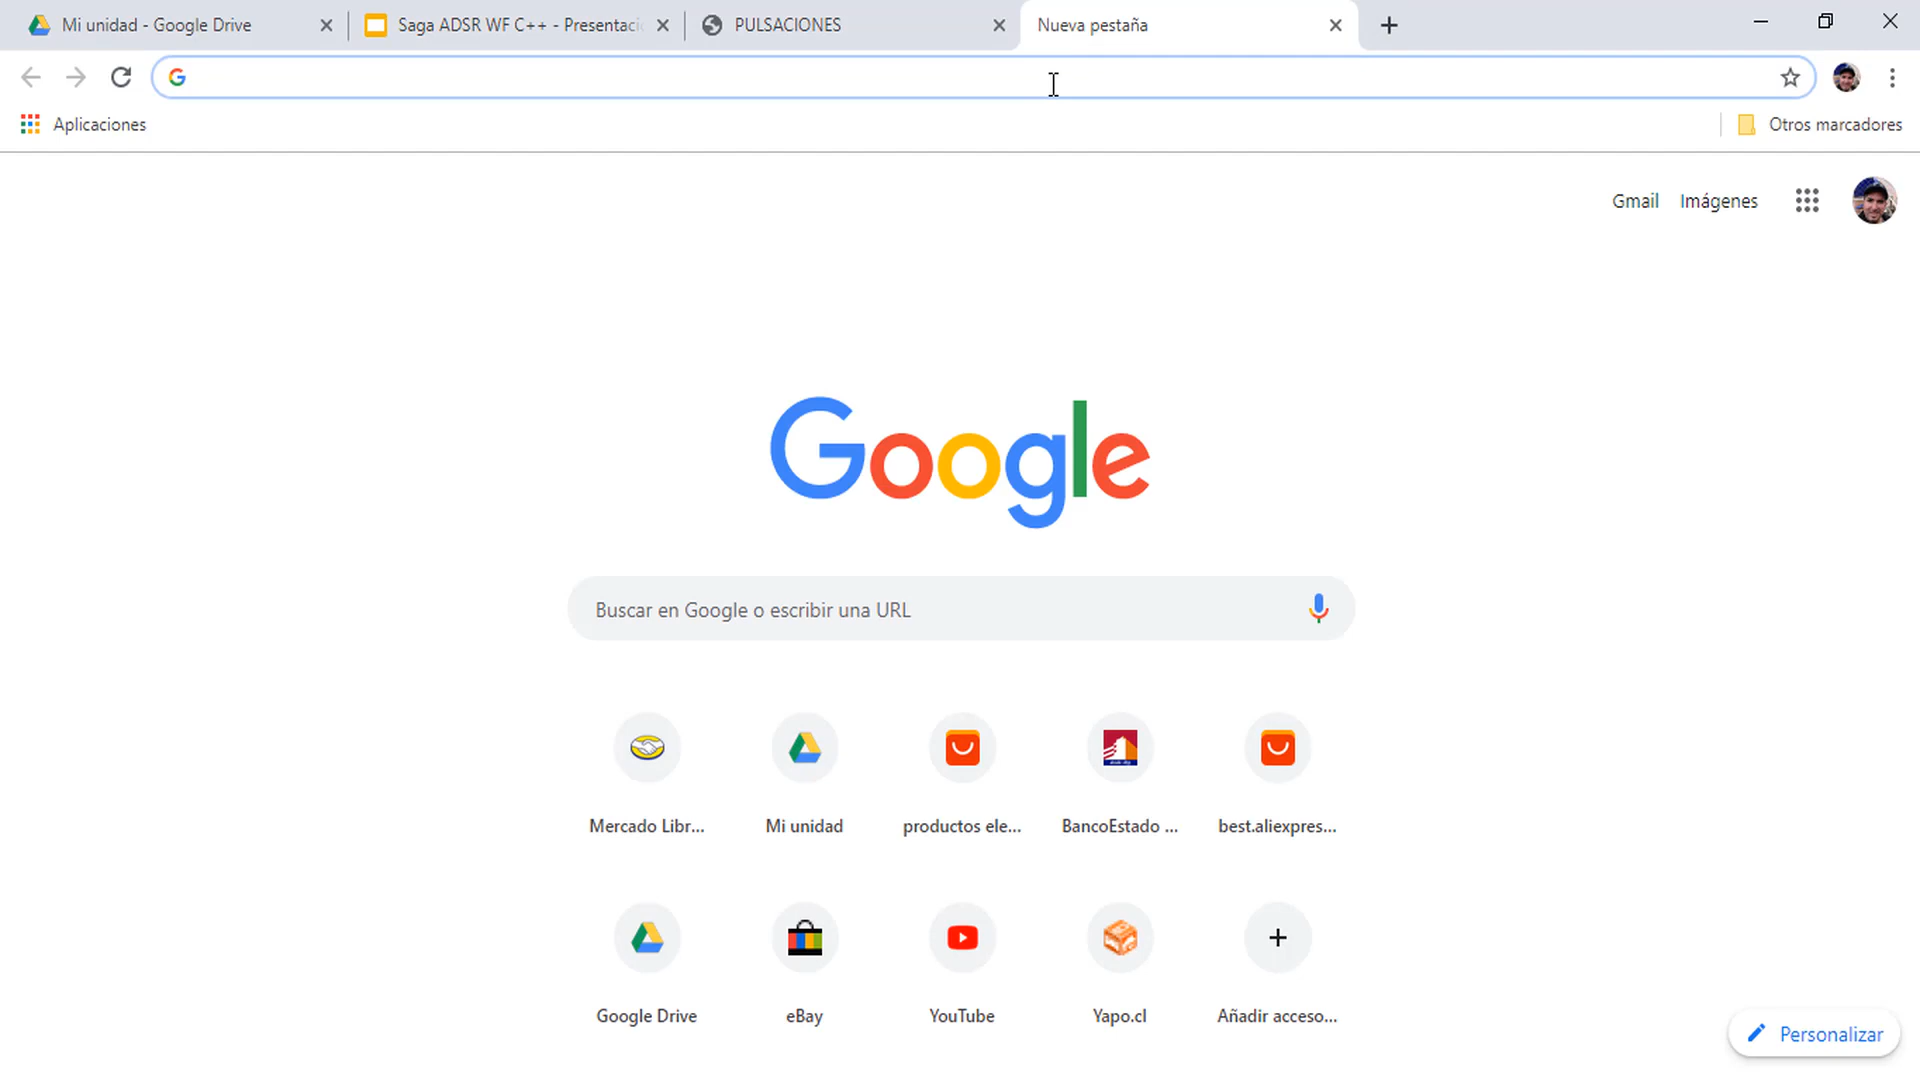 Mi unidad - Google Drive
Saga ADSR WF C++ - Presentaci
PULSACIONES
Nueva pestaña
Aplicaciones
Otros marcadores
Gmail
Imágenes
Google
Buscar en Google o escribir una URL
Mercado Libr...
Mi unidad
productos ele...
BancoEstado ...
best.aliexpres...
Google Drive
eBay
YouTube
Yapo.cl
Añadir acceso...
Personalizar